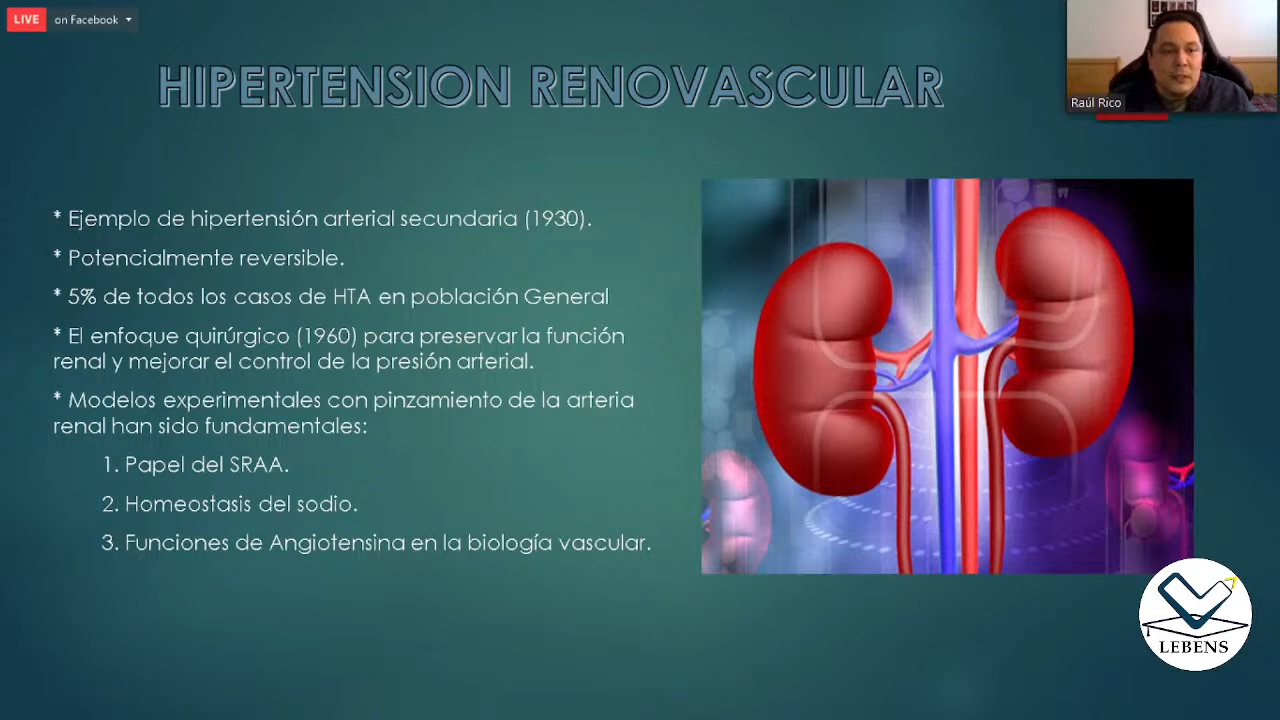 LIVE on Facebook
HIPERTENSION RENOVASCULAR
Raúl Rico
* Ejemplo de hipertensión arterial secundaria (1930).
* Potencialmente reversible.
* 5% de todos los casos de HTA en población General
* El enfoque quirúrgico (1960) para preservar la función
renal y mejorar el control de la presión arterial.
* Modelos experimentales con pinzamiento de la arteria
renal han sido fundamentales:
1. Papel del SRAA.
2. Homeostasis del sodio.
3. Funciones de Angiotensina en la biología vascular.
LEBENS